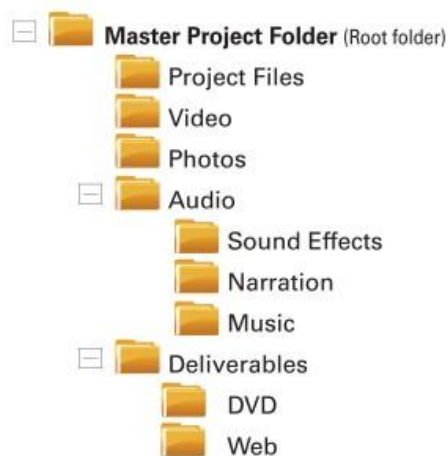 Master Project Folder (Root folder)
Project Files
Video
Photos
Audio
Sound Effects
Narration
Music
Deliverables
DVD
Web